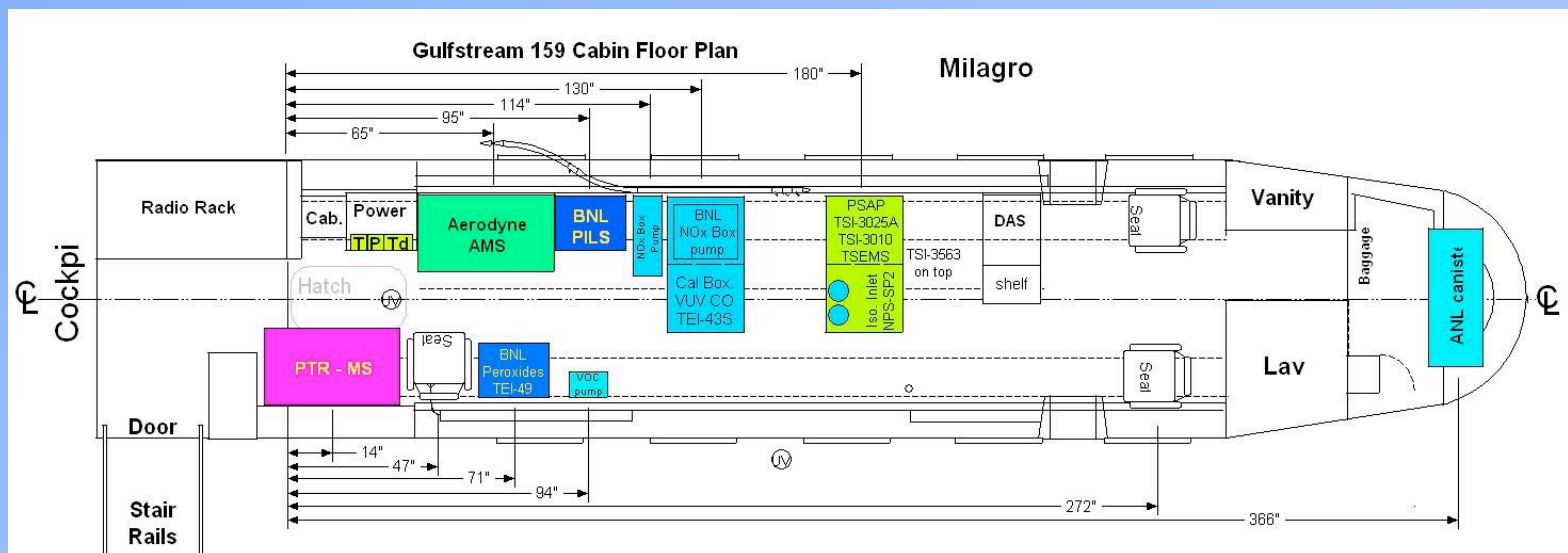 Gulfstream 159 Cabin Floor Plan
Milagro
180"
130"
114"
95"
65"
Radio Rack
Cab.
Power
T P Td
Aerodyne
AMS
BNL
PILS
NOx Box
Pump
BNL
NOx Box
pump
Cal Box.
VUV CO
TEI-43S
PSAP
TSI-3025A
TSI-3010
TSEMS
Iso. Inlet
NPS-SP2
TSI-3563
on top
DAS
shelf
Seat
Vanity
Baggage
ANL caniste
Cockpi
Hatch
UV
CL
CL
PTR - MS
Seat
BNL
Peroxides
TEI-49
VOC
pump
Seat
Lav
Door
Stair
Rails
UV
14"
47"
71"
94"
272"
366"